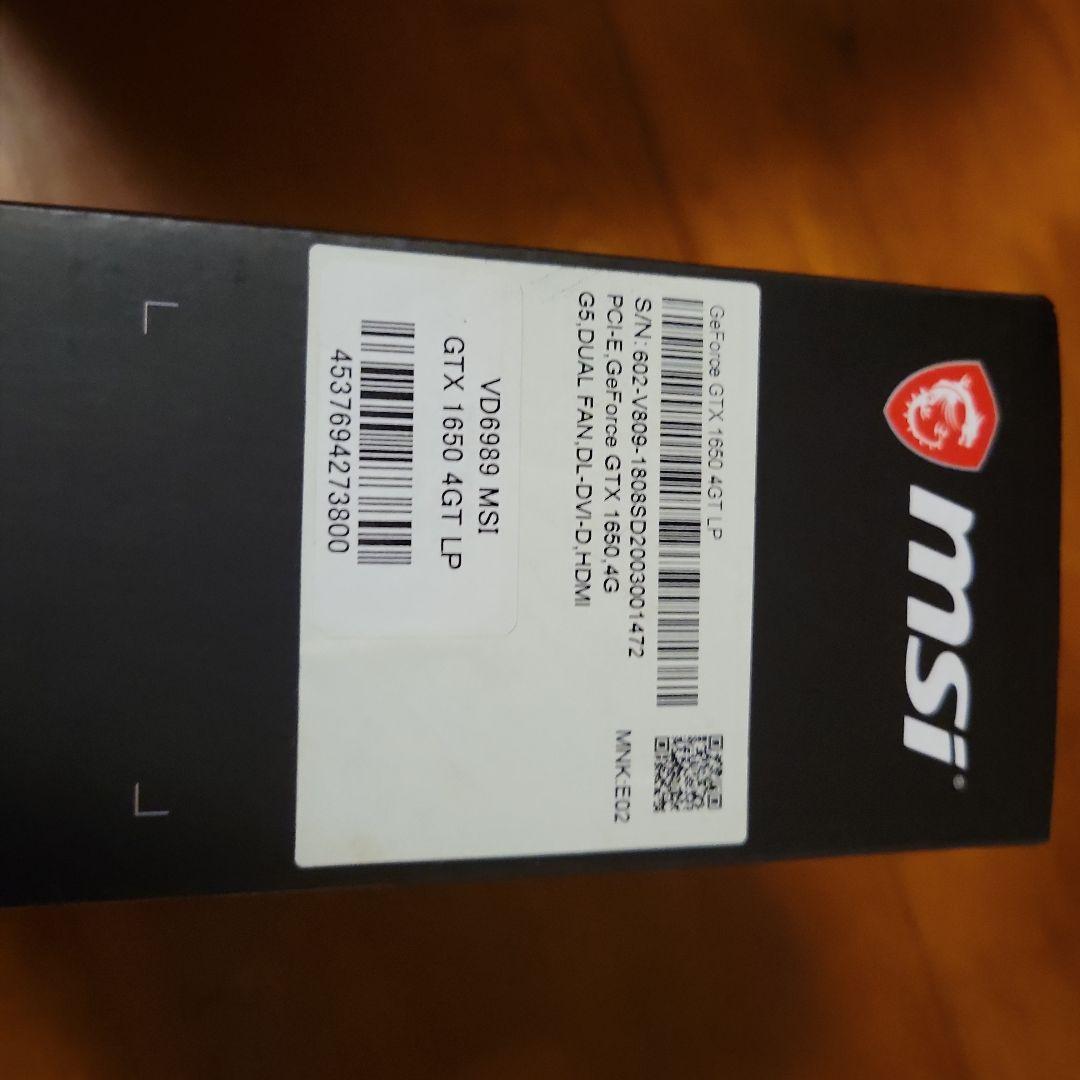 msi
GeForce GTX 1650 4GT LP
S/N: 602-V809-1808SD2003001472
PCI-E,GeForce GTX 1650,4G
G5,DUAL FAN,DL-DVI-D,HDMI
MNK:E02
VD6989 MSI
GTX 1650 4GT LP
4537694273800